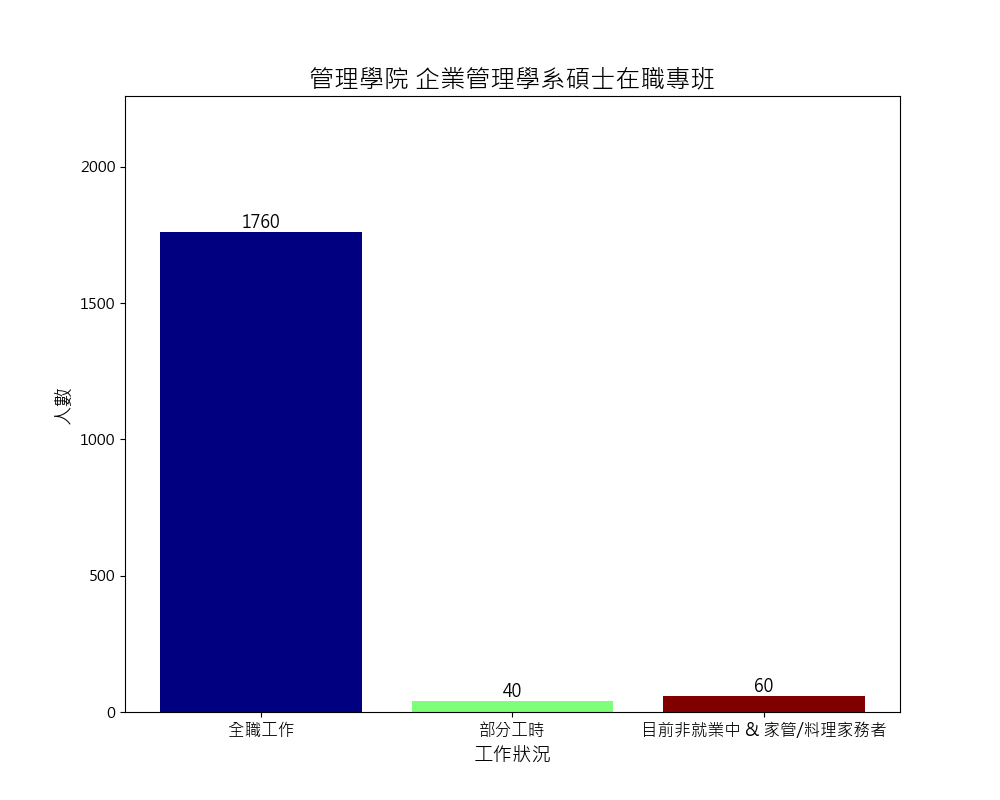 管理學院 企業管理學系碩士在職專班
2000
1500
1000
500
0
人數
1760
40
60
全職工作
部分工時
目前非就業中 & 家管/料理家務者
工作狀況